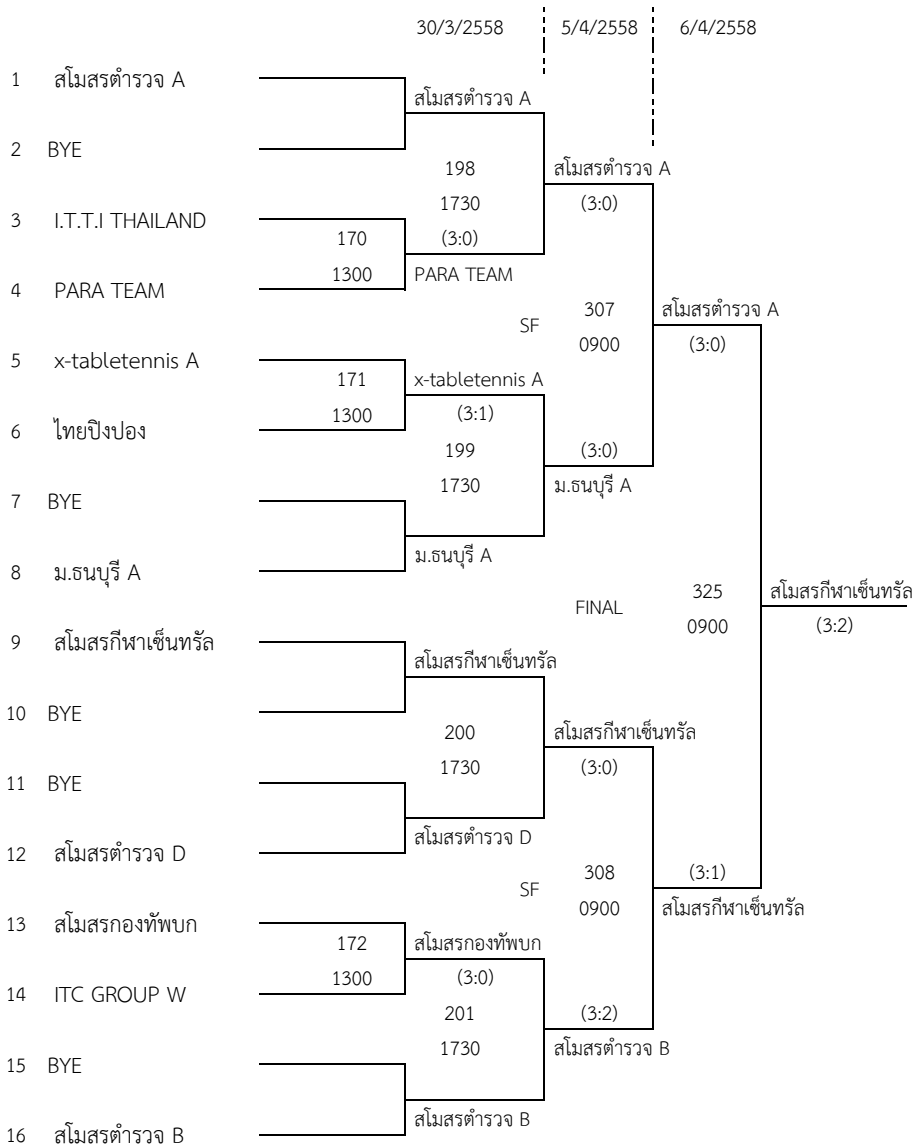 30/3/2558 5/4/2558 6/4/2558
1 สโมสรตำรวจ A
สโมสรตำรวจ A
2 BYE
198 สโมสรตำรวจ A
1730 (3:0)
3 I.T.T.I THAILAND
170 (3:0)
1300 PARA TEAM
4 PARA TEAM
307 สโมสรตำรวจ A
SF
0900 (3:0)
5 x-tabletennis A
171 x-tabletennis A
1300 (3:1)
6 ไทยปิงปอง
199 (3:0)
1730 ม.ธนบุรี A
7 BYE
ม.ธนบุรี A
8 ม.ธนบุรี A
325 สโมสรกีฬาเซ็นทรัล
FINAL
0900 (3:2)
9 สโมสรกีฬาเซ็นทรัล
สโมสรกีฬาเซ็นทรัล
10 BYE
200 สโมสรกีฬาเซ็นทรัล
1730 (3:0)
11 BYE
สโมสรตำรวจ D
12 สโมสรตำรวจ D
308 (3:1)
SF
0900 สโมสรกีฬาเซ็นทรัล
13 สโมสรกองทัพบก
172 สโมสรกองทัพบก
1300 (3:0)
14 ITC GROUP W
201 (3:2)
1730 สโมสรตำรวจ B
15 BYE
สโมสรตำรวจ B
16 สโมสรตำรวจ B